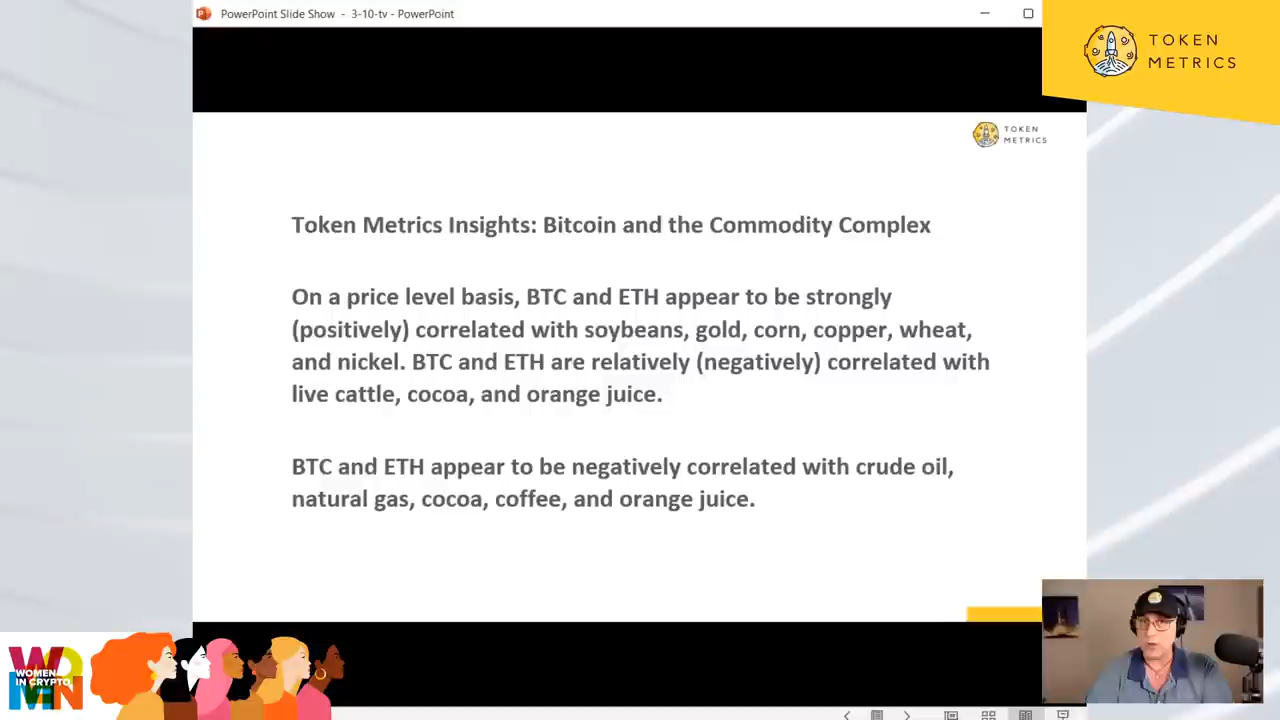 PowerPoint Slide Show - 3-10-tv - PowerPoint
TOKEN
METRICS
TOKEN
METRICS
Token Metrics Insights: Bitcoin and the Commodity Complex
On a price level basis, BTC and ETH appear to be strongly
(positively) correlated with soybeans, gold, corn, copper, wheat,
and nickel. BTC and ETH are relatively (negatively) correlated with
live cattle, cocoa, and orange juice.
BTC and ETH appear to be negatively correlated with crude oil,
natural gas, cocoa, coffee, and orange juice.
WOMEN
WOMEN
IN CRYPTO